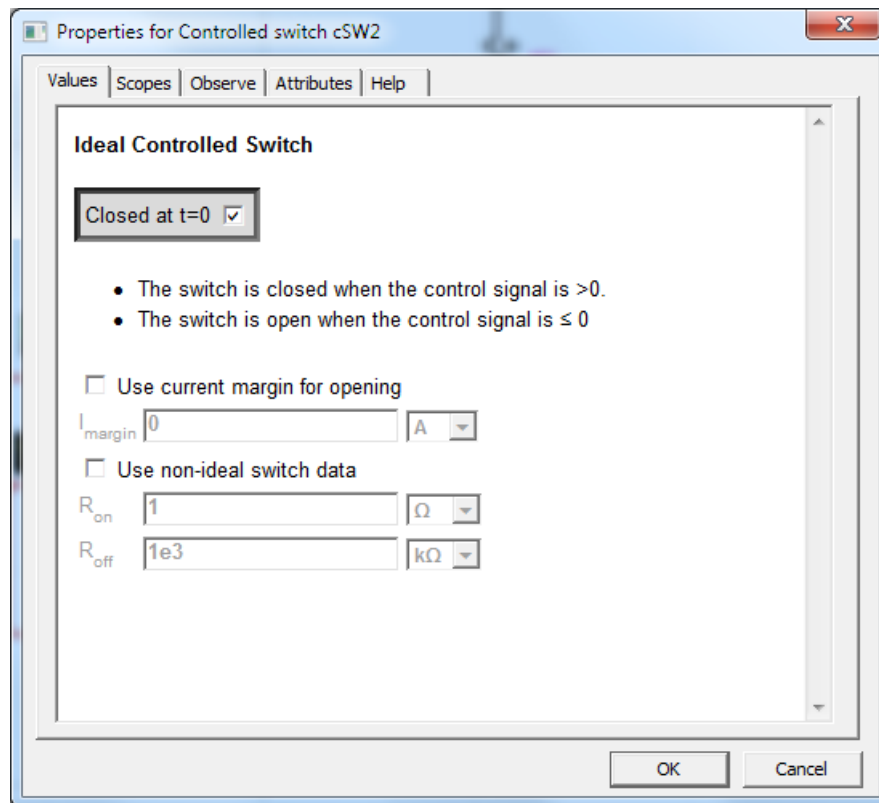 Properties for Controlled switch cSW2
Values Scopes Observe Attributes Help
Ideal Controlled Switch
Closed at t=0
• The switch is closed when the control signal is >0.
• The switch is open when the control signal is ≤ 0
Use current margin for opening
Imargin 0 A
Use non-ideal switch data
Ron 1 Ω
Roff 1e3 kΩ
OK Cancel